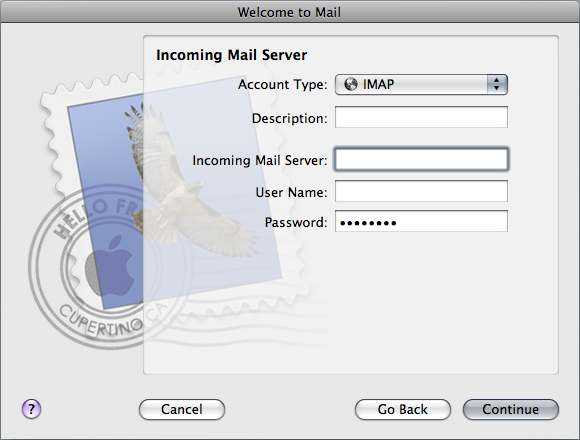 Welcome to Mail
Incoming Mail Server
Account Type: IMAP
Description:
Incoming Mail Server:
User Name:
Password: ••••••••
HELLO FR
CUPERTINO CA
? Cancel Go Back Continue